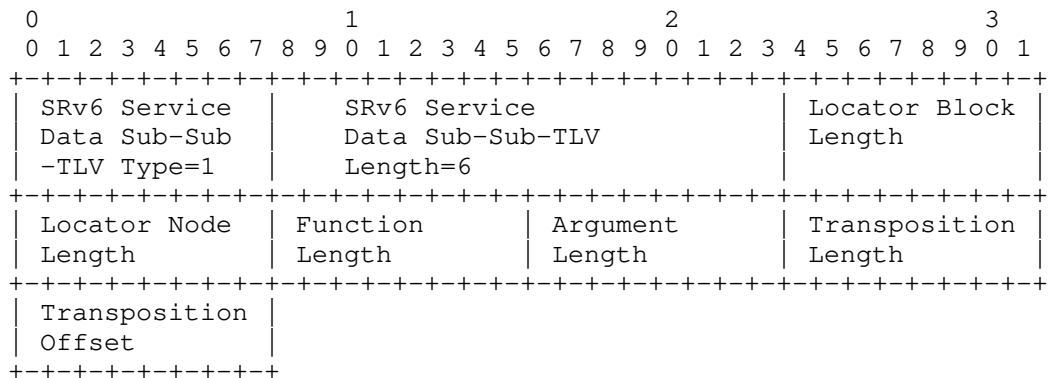 0                   1                   2                   3
 0 1 2 3 4 5 6 7 8 9 0 1 2 3 4 5 6 7 8 9 0 1 2 3 4 5 6 7 8 9 0 1
+-+-+-+-+-+-+-+-+-+-+-+-+-+-+-+-+-+-+-+-+-+-+-+-+-+-+-+-+-+-+-+-+
| SRv6 Service  |    SRv6 Service               | Locator Block |
| Data Sub-Sub  |    Data Sub-Sub-TLV           | Length        |
| -TLV Type=1   |    Length=6                   |               |
+-+-+-+-+-+-+-+-+-+-+-+-+-+-+-+-+-+-+-+-+-+-+-+-+-+-+-+-+-+-+-+-+
| Locator Node  | Function      | Argument      | Transposition |
| Length        | Length        | Length        | Length        |
+-+-+-+-+-+-+-+-+-+-+-+-+-+-+-+-+-+-+-+-+-+-+-+-+-+-+-+-+-+-+-+-+
| Transposition |
| Offset        |
+-+-+-+-+-+-+-+-+